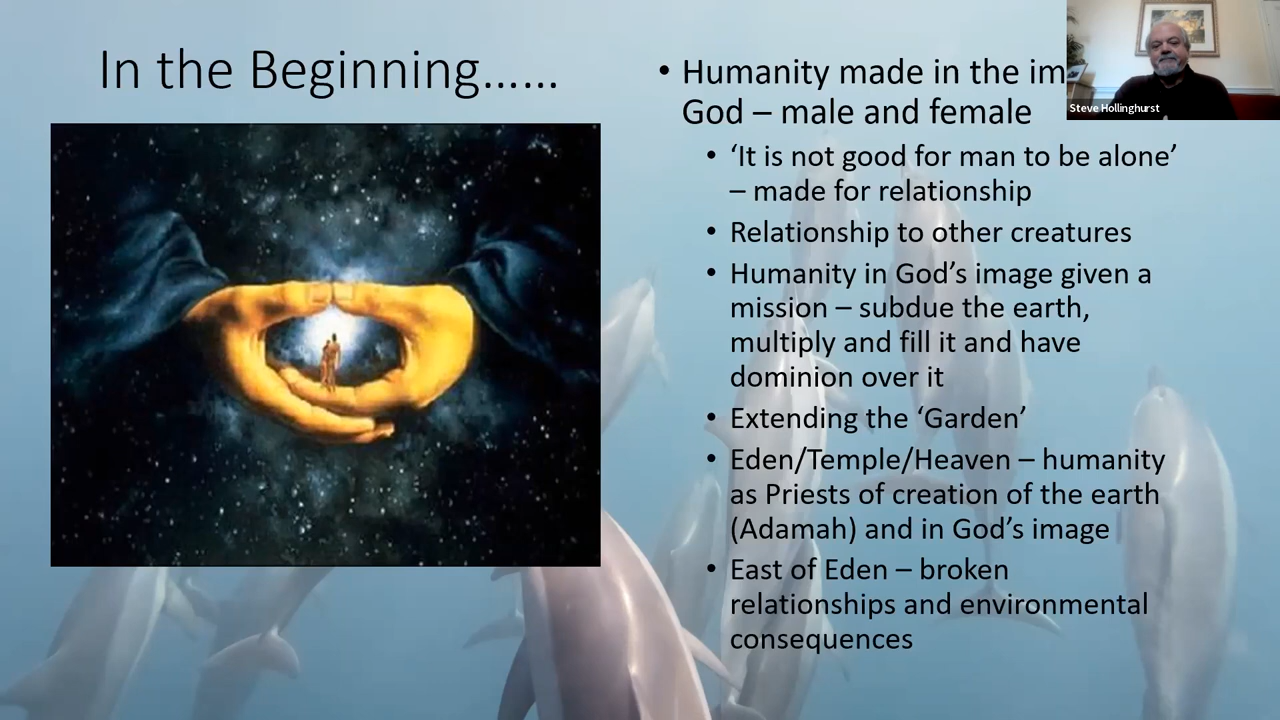 In the Beginning……
• Humanity made in the im
God – male and female
• ‘It is not good for man to be alone’
– made for relationship
• Relationship to other creatures
• Humanity in God’s image given a
mission – subdue the earth,
multiply and fill it and have
dominion over it
• Extending the ‘Garden’
• Eden/Temple/Heaven – humanity
as Priests of creation of the earth
(Adamah) and in God’s image
• East of Eden – broken
relationships and environmental
consequences
Steve Hollinghurst